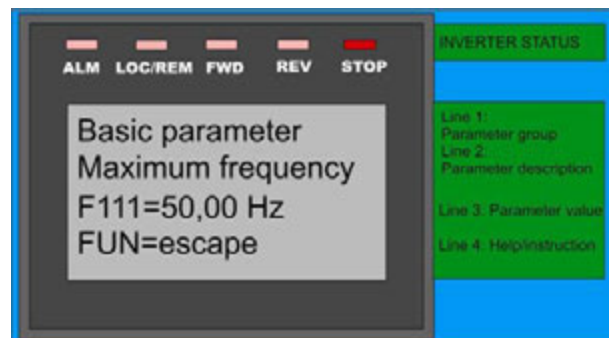 ALM LOC/REM FWD REV STOP
Basic parameter
Maximum frequency
F111=50,00 Hz
FUN=escape
INVERTER STATUS
Line 1:
Parameter group
Line 2:
Parameter description
Line 3: Parameter value
Line 4: Help/instruction